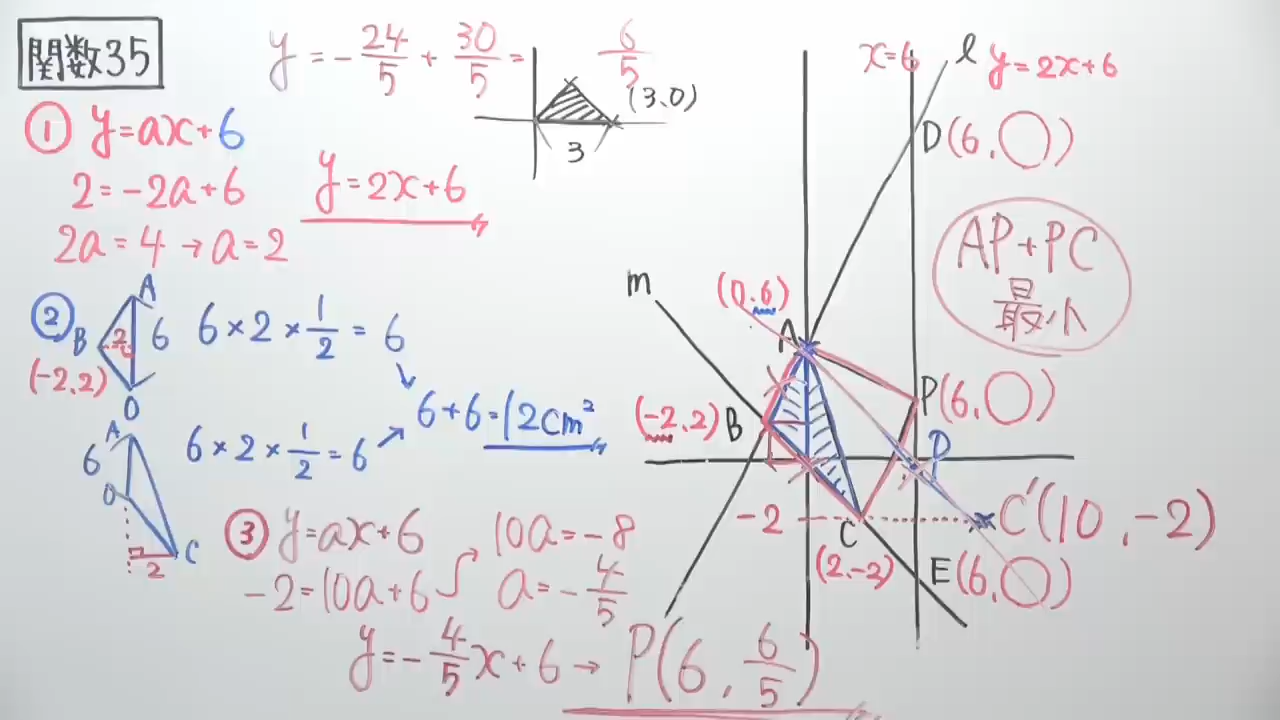 関数35
y=-24/5+30/5=6/5
(3,0)
3
① y=ax+6
2=-2a+6
2a=4→a=2
y=2x+6
② A
B 2 6
(-2,2)
O
6×2×1/2=6
A
6
O
C
2
6×2×1/2=6
6+6=12cm²
③ y=ax+6
-2=10a+6
10a=-8
a=-4/5
y=-4/5x+6→P(6,6/5)
x=6
l y=2x+6
D(6,○)
AP+PC
最小
m
(0,6)
A
P(6,○)
(-2,2) B
P
-2
C
(2,-2)
C'(10,-2)
E(6,○)